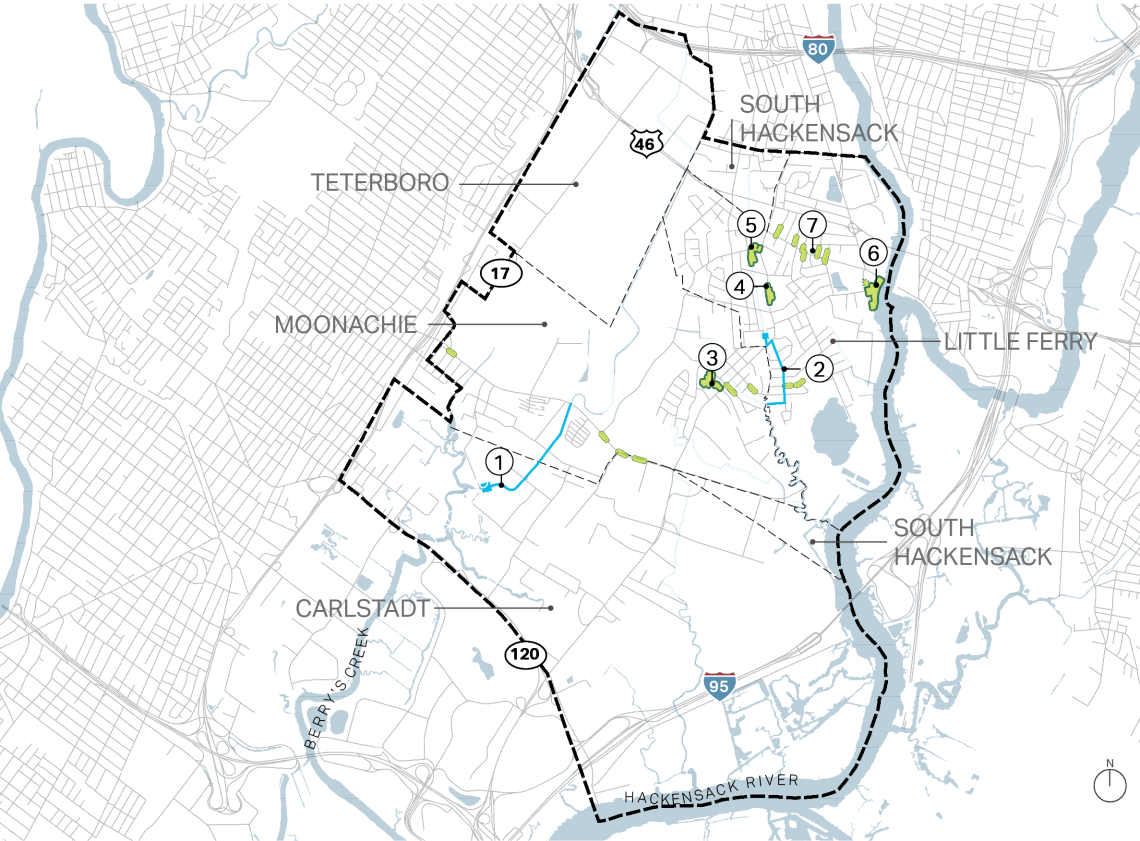 80
SOUTH
HACKENSACK
46
TETERBORO
5
7
6
17
4
MOONACHIE
LITTLE FERRY
3
2
1
SOUTH
HACKENSACK
CARLSTADT
120
BERRY'S CREEK
95
N
HACKENSACK RIVER